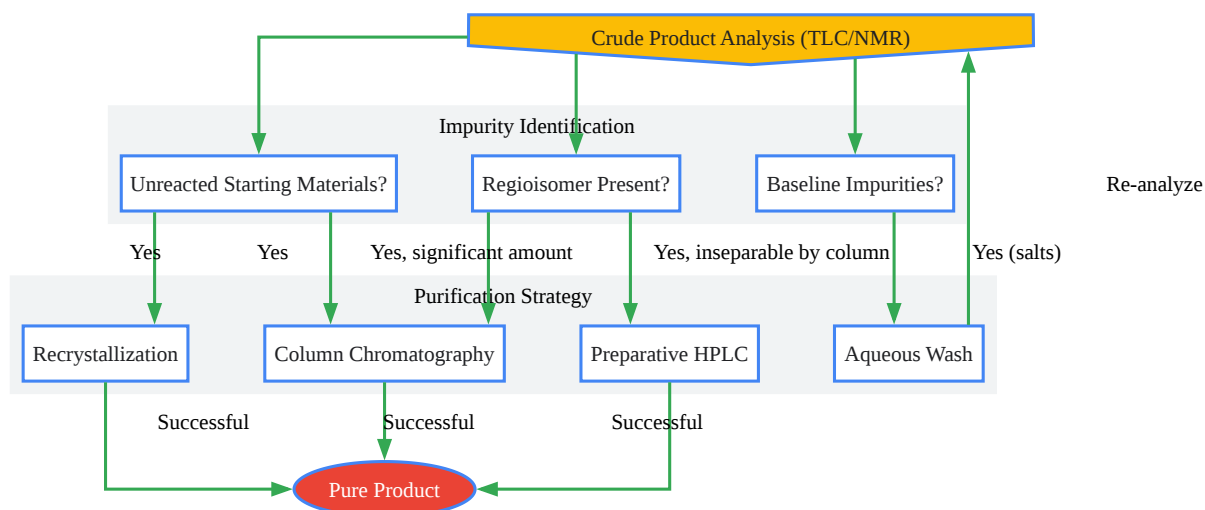 Crude Product Analysis (TLC/NMR)
Impurity Identification
Unreacted Starting Materials?
Regioisomer Present?
Baseline Impurities?
Re-analyze
Yes
Yes
Yes, significant amount
Yes, inseparable by column
Yes (salts)
Purification Strategy
Recrystallization
Column Chromatography
Preparative HPLC
Aqueous Wash
Successful
Successful
Successful
Pure Product